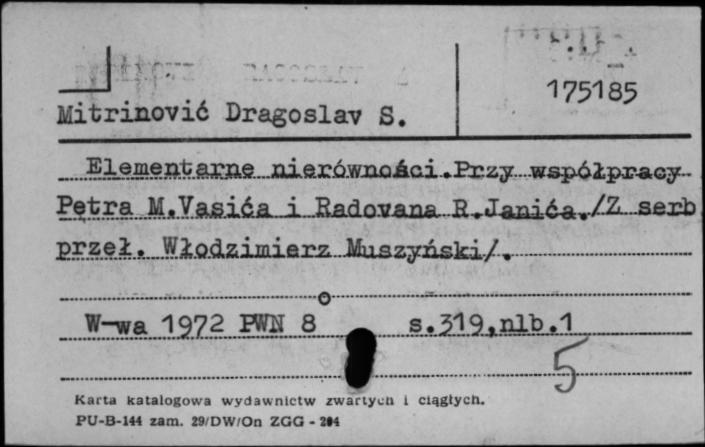 175185
Mitrinović Dragoslav S.
Elementarne nierówności.Przy współpracy
Petra M.Vasića i Radovana R.Janića./Z serb
przeł. Włodzimierz Muszyński/.
W-wa 1972 PWN 8° s.319,nlb.1
5
Karta katalogowa wydawnictw zwartych i ciągłych.
PU-B-144 zam. 29/DW/On ZGG - 204